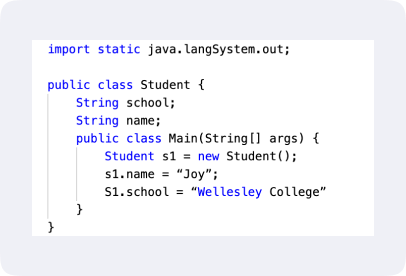 import static java.langSystem.out;
public class Student {
String school;
String name;
public class Main(String[] args) {
Student s1 = new Student();
s1.name = “Joy”;
S1.school = “Wellesley College”
}
}